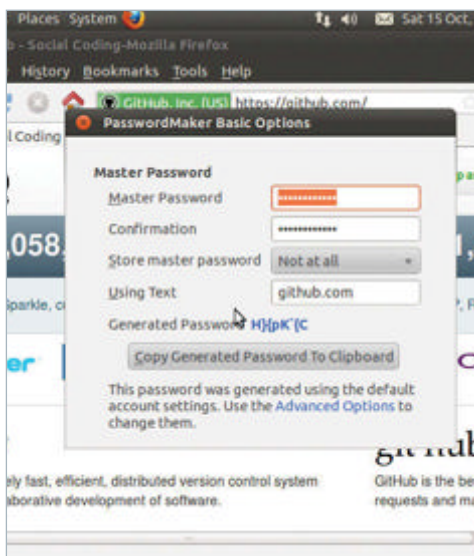 Places System Sat 15 Oct,
b - Social Coding-Mozilla Firefox
History Bookmarks Tools Help
GitHub, Inc. (US) https://github.com/
l Coding
PasswordMaker Basic Options
Master Password
Master Password
Confirmation
Store master password Not at all
,058,
Using Text github.com
Sparkle, c
Generated Password H}{pK`{C
er
Copy Generated Password To Clipboard
This password was generated using the default
account settings. Use the Advanced Options to
change them.
git hub
ely fast, efficient, distributed version control system
aborative development of software.
GitHub is the be
requests and ma